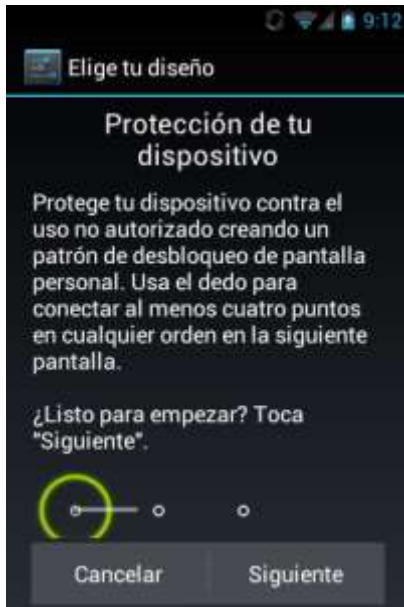 9:12
Elige tu diseño
Protección de tu
dispositivo
Protege tu dispositivo contra el
uso no autorizado creando un
patrón de desbloqueo de pantalla
personal. Usa el dedo para
conectar al menos cuatro puntos
en cualquier orden en la siguiente
pantalla.
¿Listo para empezar? Toca
"Siguiente".
Cancelar
Siguiente